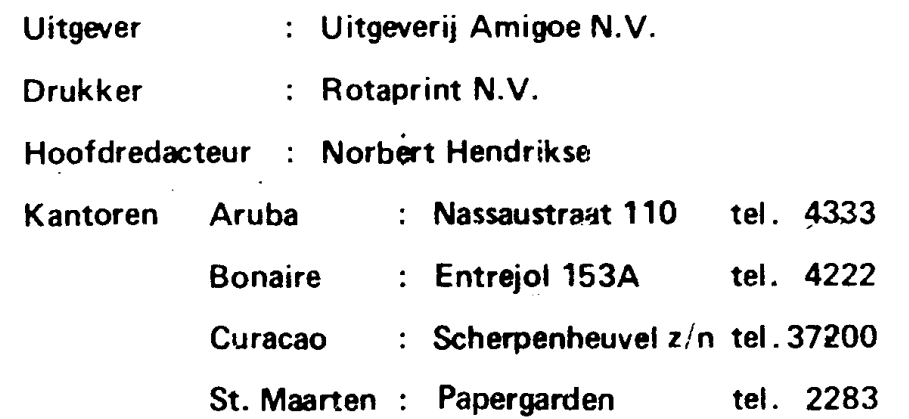 Uitgever : Uitgeverij Amigoe N.V.
Drukker : Rotaprint N.V.
Hoofdredacteur : Norbert Hendrikse
Kantoren Aruba : Nassaustraat 110 tel. 4333
Bonaire : Entrejol 153A tel. 4222
Curacao : Scherpenheuvel z/n tel. 37200
St. Maarten : Papergarden tel. 2283